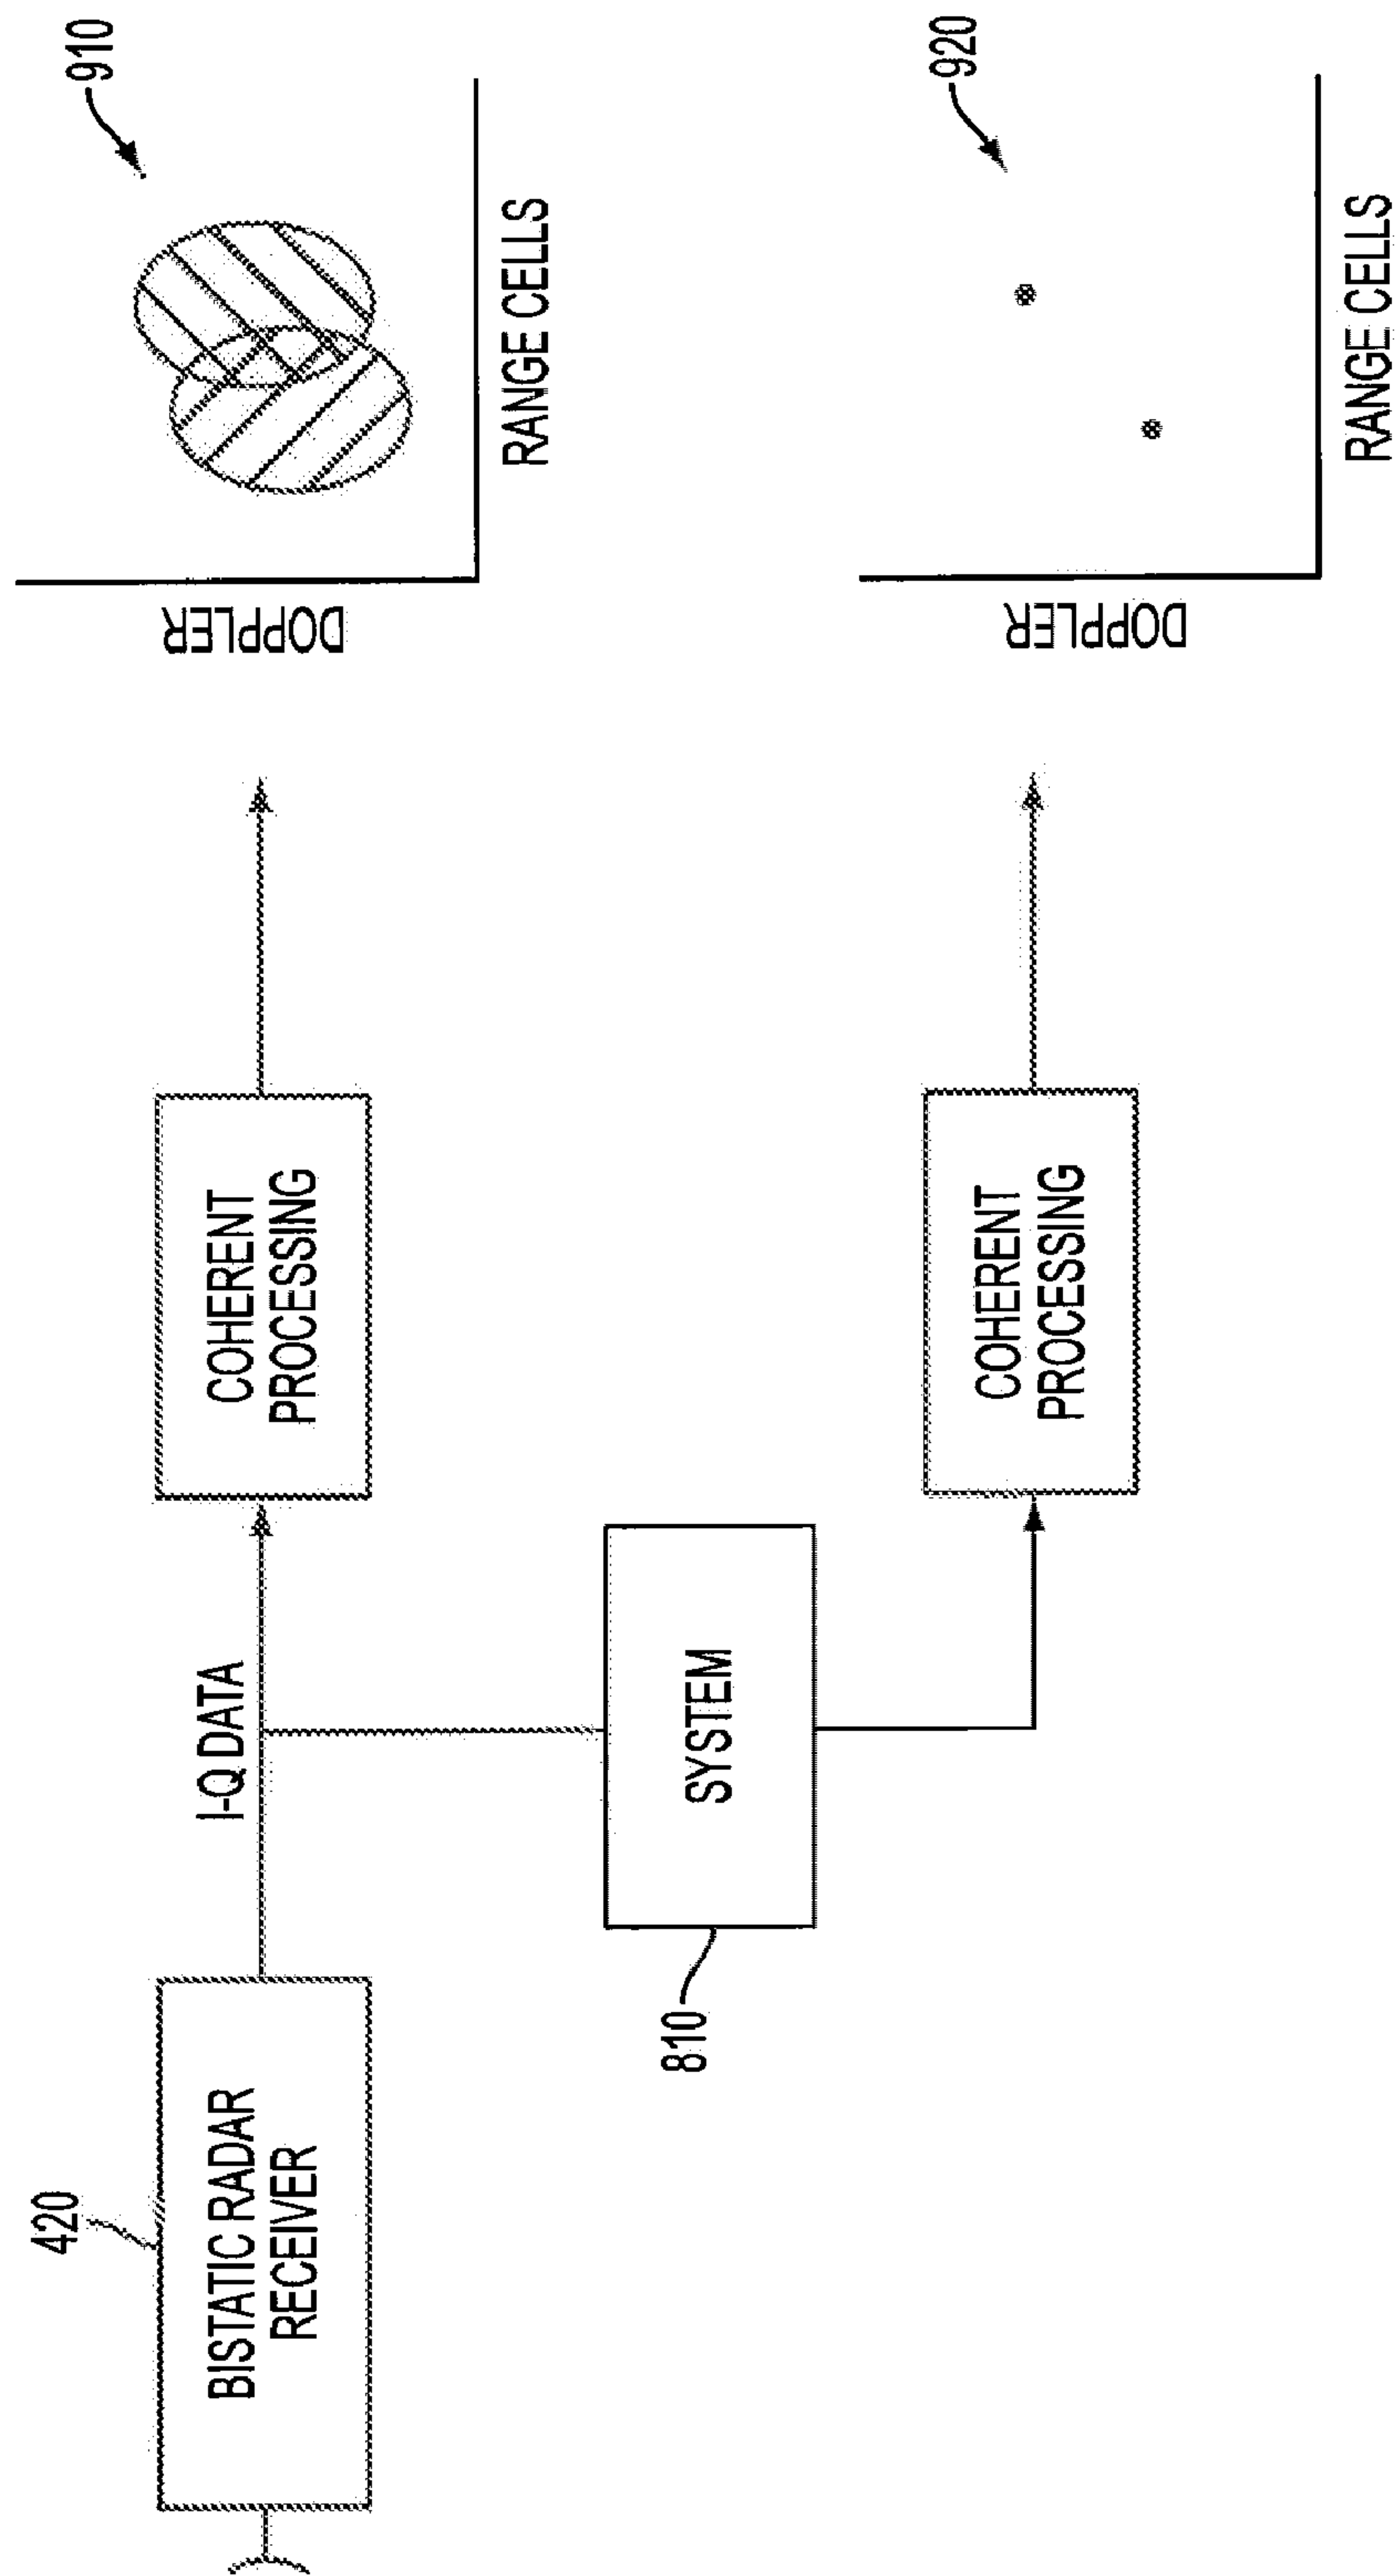 420
BISTATIC RADAR
RECEIVER
I-Q DATA
COHERENT
PROCESSING
DOPPLER
RANGE CELLS
910
810
SYSTEM
COHERENT
PROCESSING
DOPPLER
RANGE CELLS
920